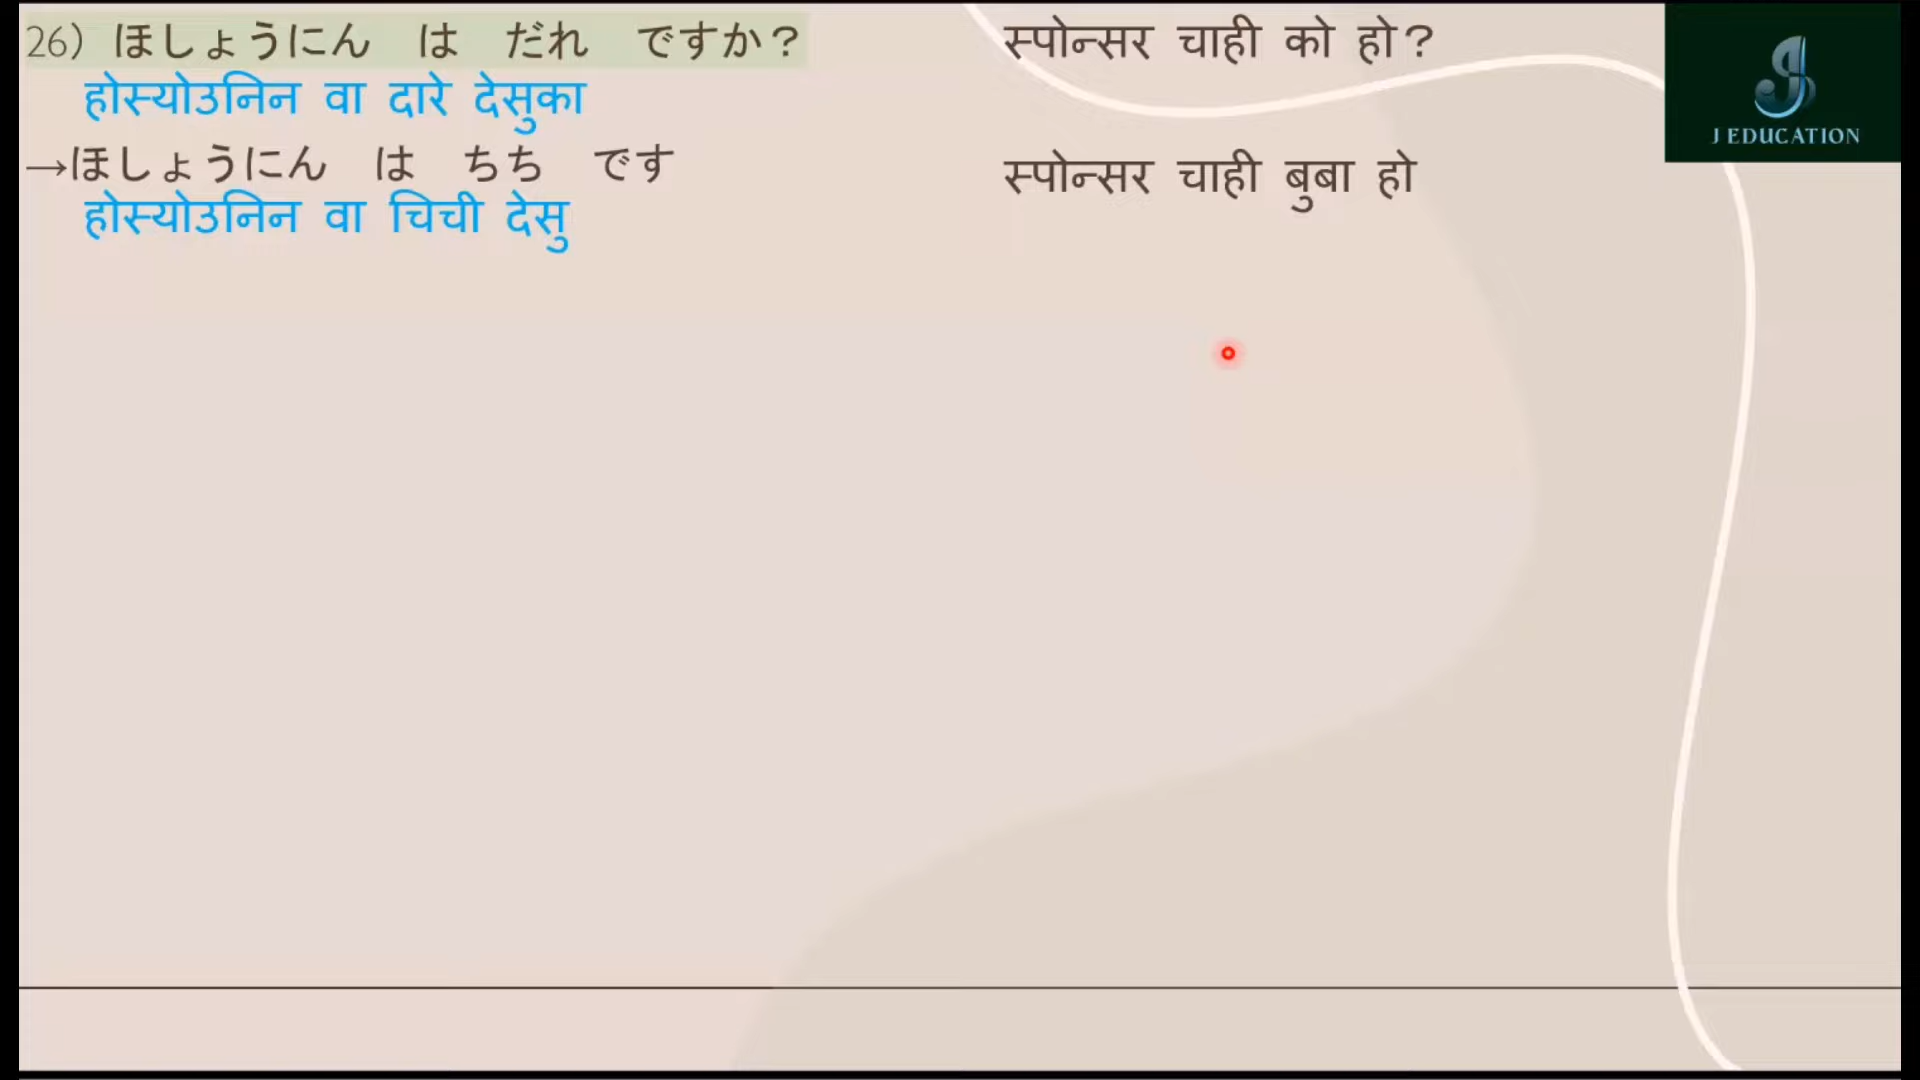 26）ほしょうにん　は　だれ　ですか？
स्पोन्सर चाही को हो?
होस्योउनिन वा दारे देसुका
→ほしょうにん　は　ちち　です
स्पोन्सर चाही बुबा हो
होस्योउनिन वा चिची देसु
J EDUCATION